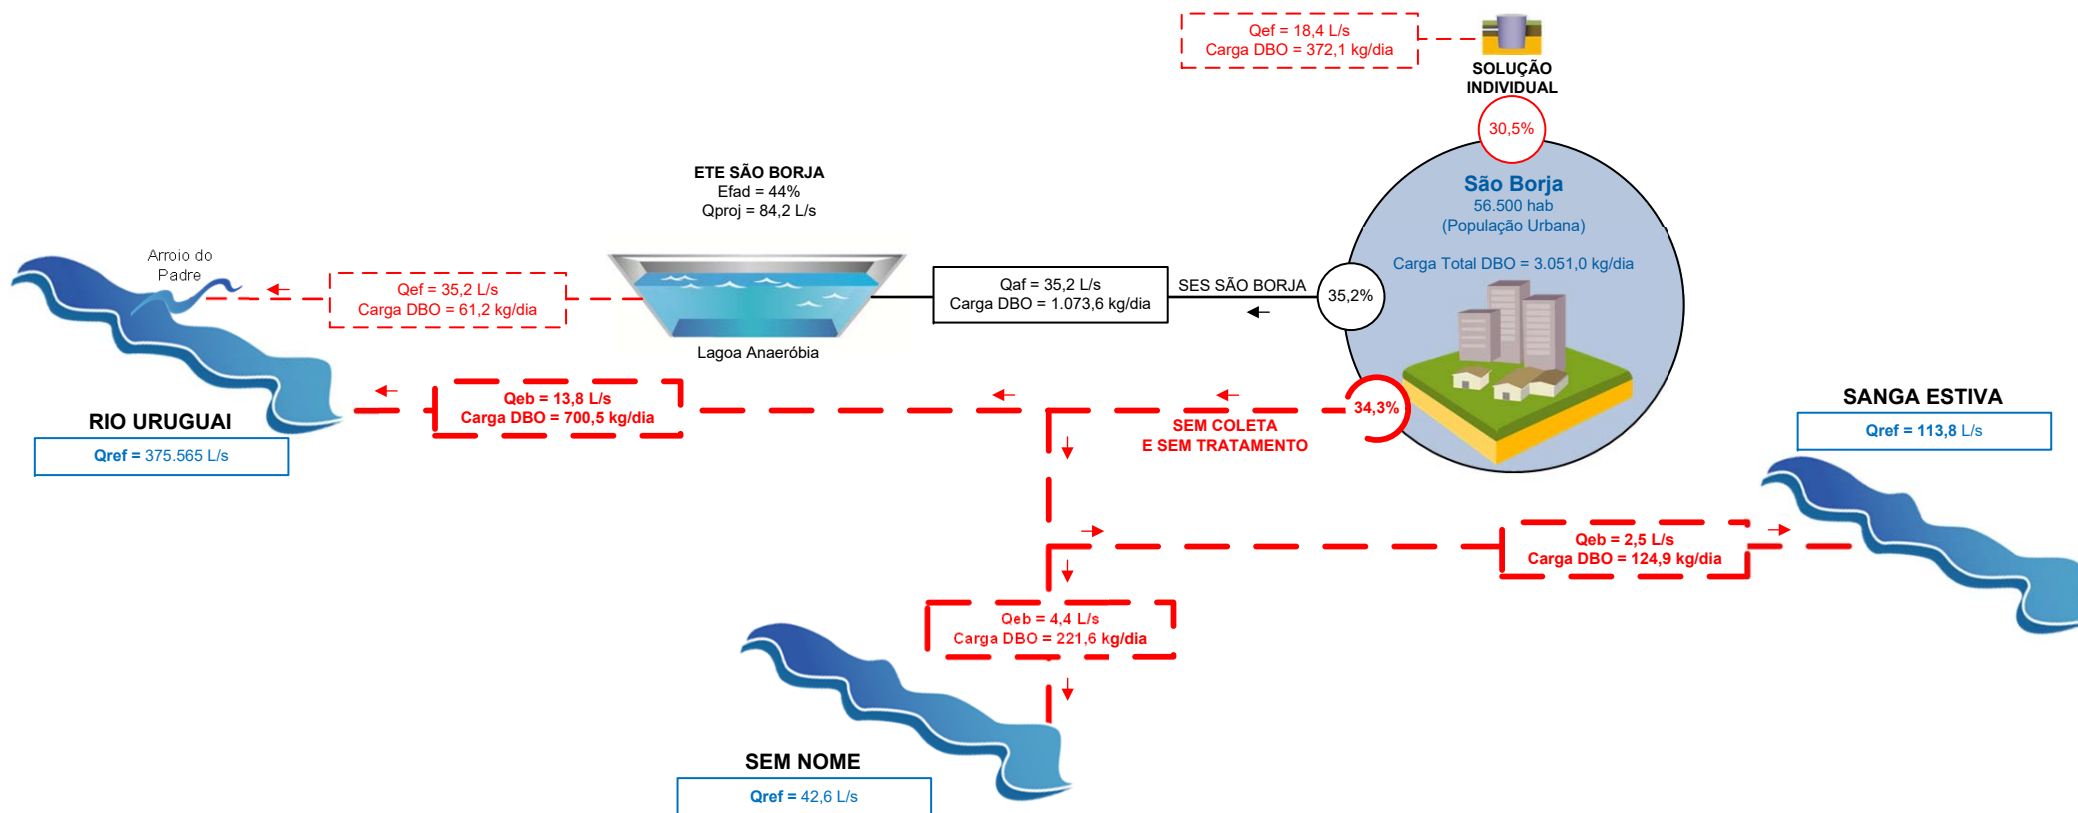 Qef = 18,4 L/s
Carga DBO = 372,1 kg/dia
SOLUÇÃO
INDIVIDUAL
30,5%
São Borja
56.500 hab
(População Urbana)
Carga Total DBO = 3.051,0 kg/dia
ETE SÃO BORJA
Efad = 44%
Qproj = 84,2 L/s
Lagoa Anaeróbia
Arroio do
Padre
Qef = 35,2 L/s
Carga DBO = 61,2 kg/dia
Qaf = 35,2 L/s
Carga DBO = 1.073,6 kg/dia
SES SÃO BORJA
35,2%
Qeb = 13,8 L/s
Carga DBO = 700,5 kg/dia
34,3%
SEM COLETA
E SEM TRATAMENTO
RIO URUGUAI
Qref = 375.565 L/s
SANGA ESTIVA
Qref = 113,8 L/s
Qeb = 2,5 L/s
Carga DBO = 124,9 kg/dia
Qeb = 4,4 L/s
Carga DBO = 221,6 kg/dia
SEM NOME
Qref = 42,6 L/s